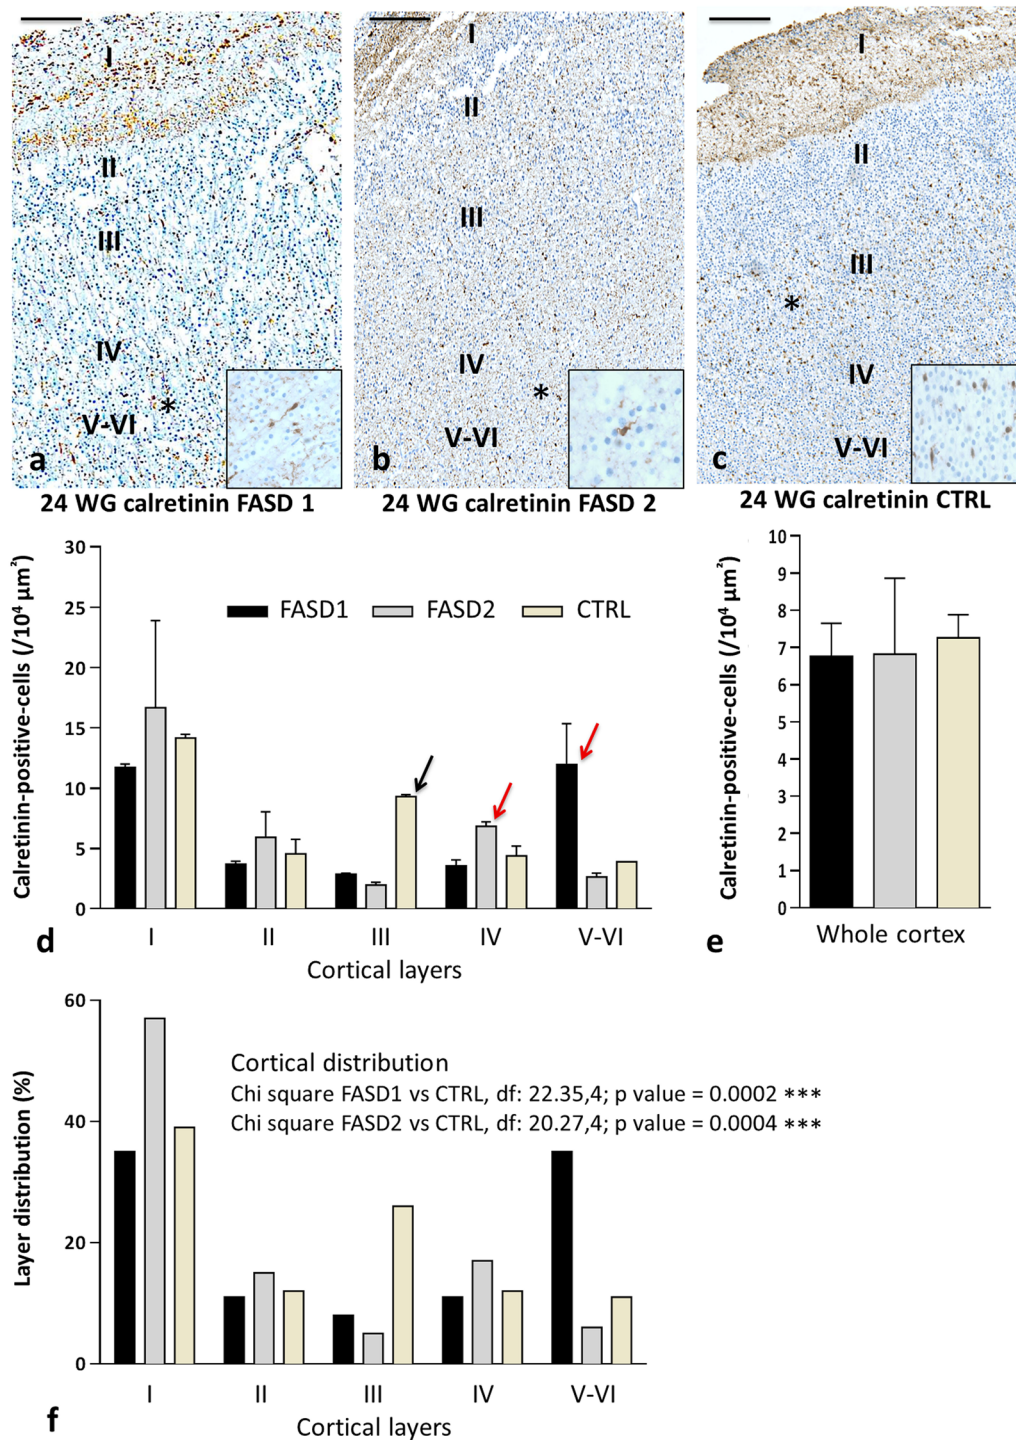 I
II
III
IV
*
V-VI
a
I
II
III
IV
*
V-VI
b
I
II
III
*
IV
V-VI
c
24 WG calretinin FASD 1
24 WG calretinin FASD 2
24 WG calretinin CTRL
Calretinin-positive-cells (/10⁴ µm²)
30
25
20
15
10
5
0
FASD1
FASD2
CTRL
I II III IV V-VI
Cortical layers
d
Calretinin-positive-cells (/10⁴ µm²)
10
9
8
7
6
5
4
3
2
1
0
Whole cortex
e
Layer distribution (%)
60
40
20
0
Cortical distribution
Chi square FASD1 vs CTRL, df: 22.35,4; p value = 0.0002 ***
Chi square FASD2 vs CTRL, df: 20.27,4; p value = 0.0004 ***
I II III IV V-VI
Cortical layers
f